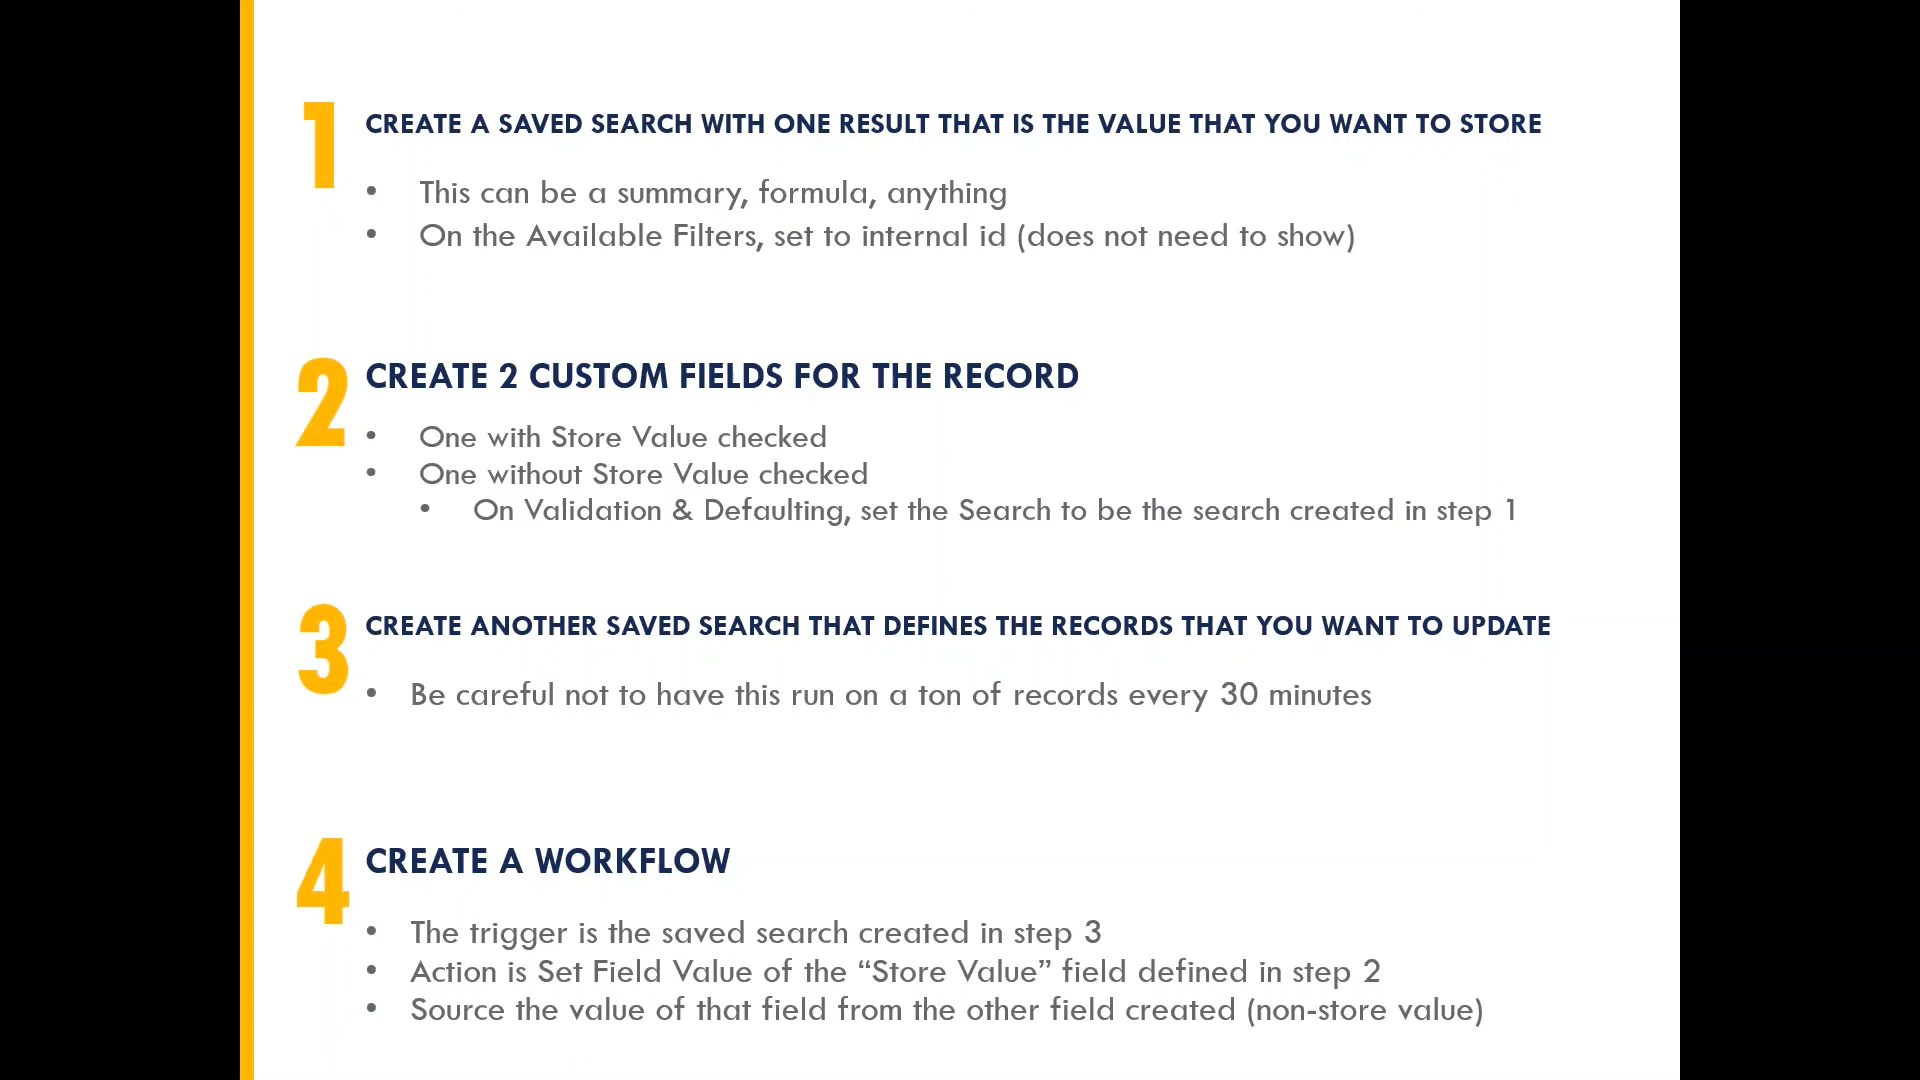 1 CREATE A SAVED SEARCH WITH ONE RESULT THAT IS THE VALUE THAT YOU WANT TO STORE
• This can be a summary, formula, anything
• On the Available Filters, set to internal id (does not need to show)
2 CREATE 2 CUSTOM FIELDS FOR THE RECORD
• One with Store Value checked
• One without Store Value checked
• On Validation & Defaulting, set the Search to be the search created in step 1
3 CREATE ANOTHER SAVED SEARCH THAT DEFINES THE RECORDS THAT YOU WANT TO UPDATE
• Be careful not to have this run on a ton of records every 30 minutes
4 CREATE A WORKFLOW
• The trigger is the saved search created in step 3
• Action is Set Field Value of the “Store Value” field defined in step 2
• Source the value of that field from the other field created (non-store value)